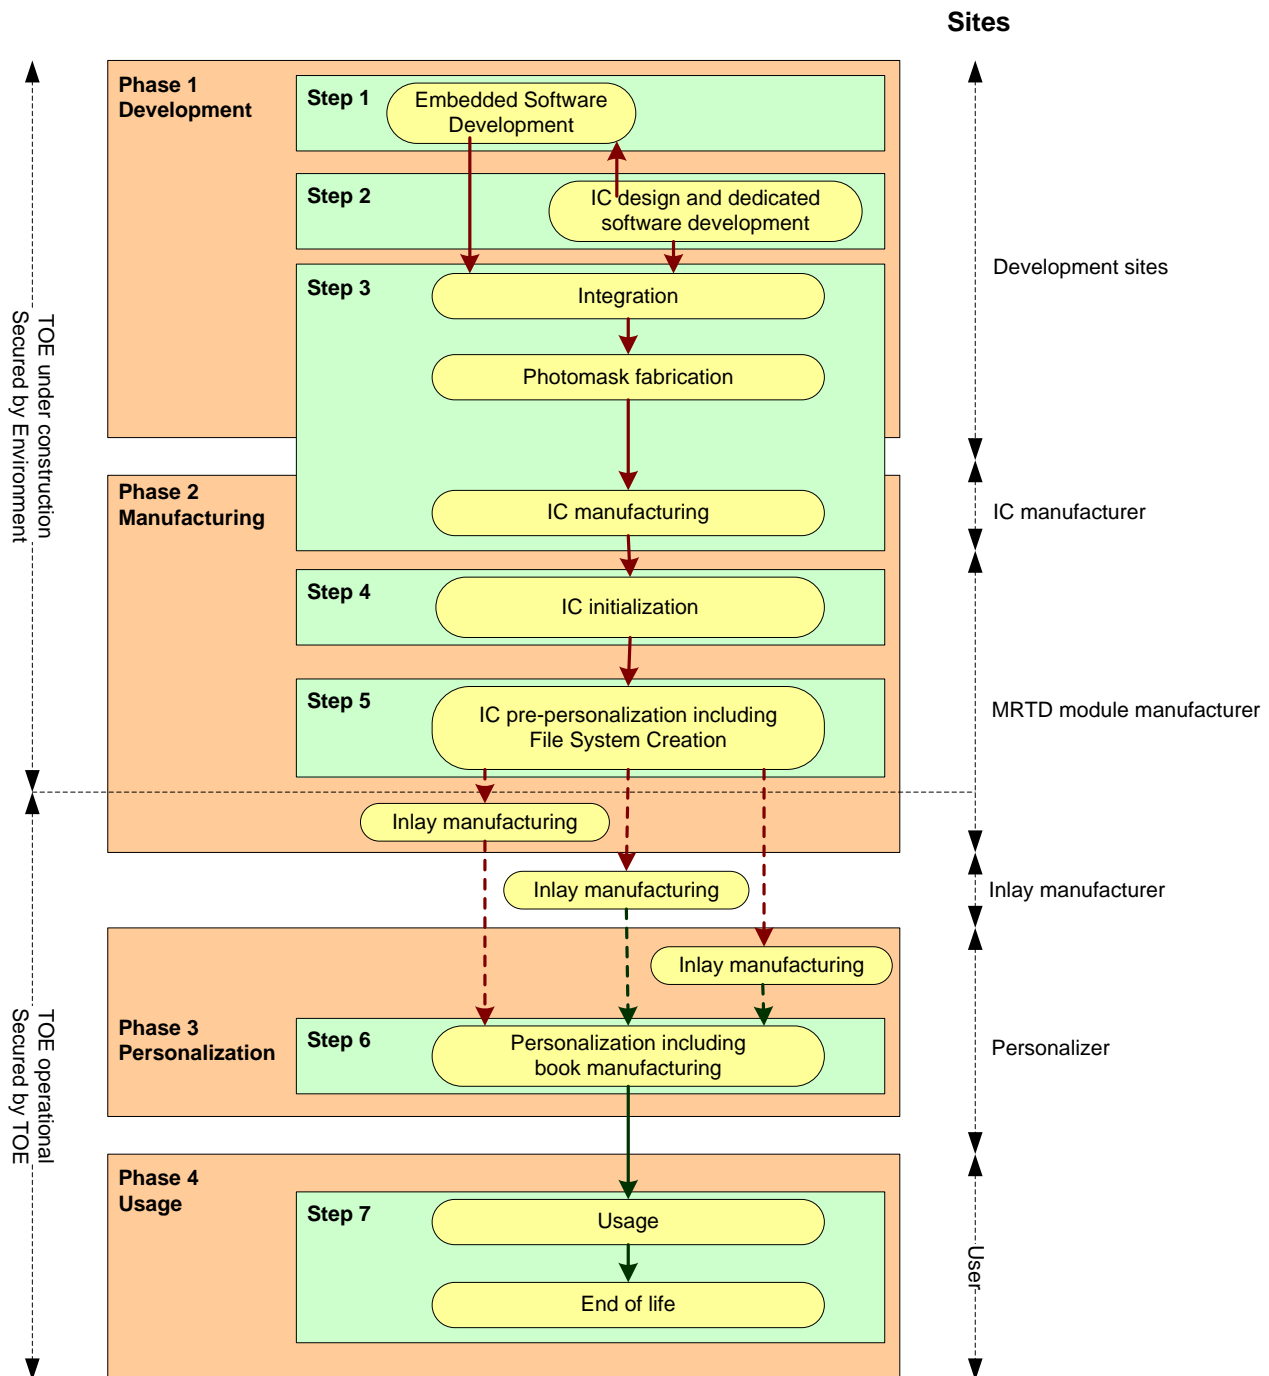 Sites
Phase 1
Development
Step 1
Embedded Software
Development
Step 2
IC design and dedicated
software development
Step 3
Integration
Photomask fabrication
Development sites
TOE under construction
Secured by Environment
Phase 2
Manufacturing
IC manufacturing
IC manufacturer
Step 4
IC initialization
Step 5
IC pre-personalization including
File System Creation
MRTD module manufacturer
Inlay manufacturing
Inlay manufacturing
Inlay manufacturer
Inlay manufacturing
TOE operational
Secured by TOE
Phase 3
Personalization
Step 6
Personalization including
book manufacturing
Personalizer
Phase 4
Usage
Step 7
Usage
End of life
User